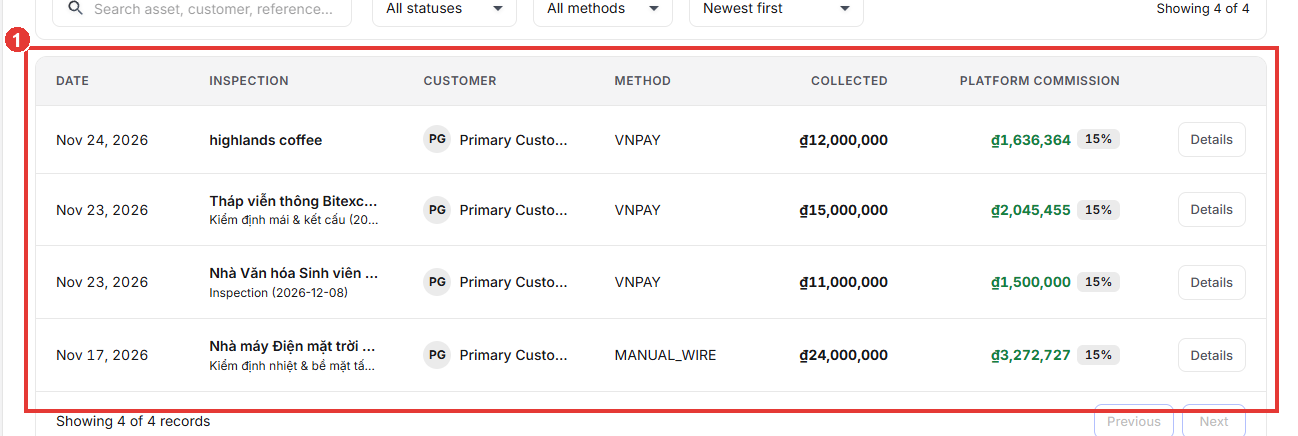 Search asset, customer, reference...
All statuses
All methods
Newest first
Showing 4 of 4
1
DATE INSPECTION CUSTOMER METHOD COLLECTED PLATFORM COMMISSION
Nov 24, 2026 highlands coffee PG Primary Custo... VNPAY ₫12,000,000 ₫1,636,364 15% Details
Nov 23, 2026 Tháp viễn thông Bitexc... PG Primary Custo... VNPAY ₫15,000,000 ₫2,045,455 15% Details
Kiểm định mái & kết cấu (20...
Nov 23, 2026 Nhà Văn hóa Sinh viên ... PG Primary Custo... VNPAY ₫11,000,000 ₫1,500,000 15% Details
Inspection (2026-12-08)
Nov 17, 2026 Nhà máy Điện mặt trời ... PG Primary Custo... MANUAL_WIRE ₫24,000,000 ₫3,272,727 15% Details
Kiểm định nhiệt & bề mặt tấ...
Showing 4 of 4 records
Previous
Next